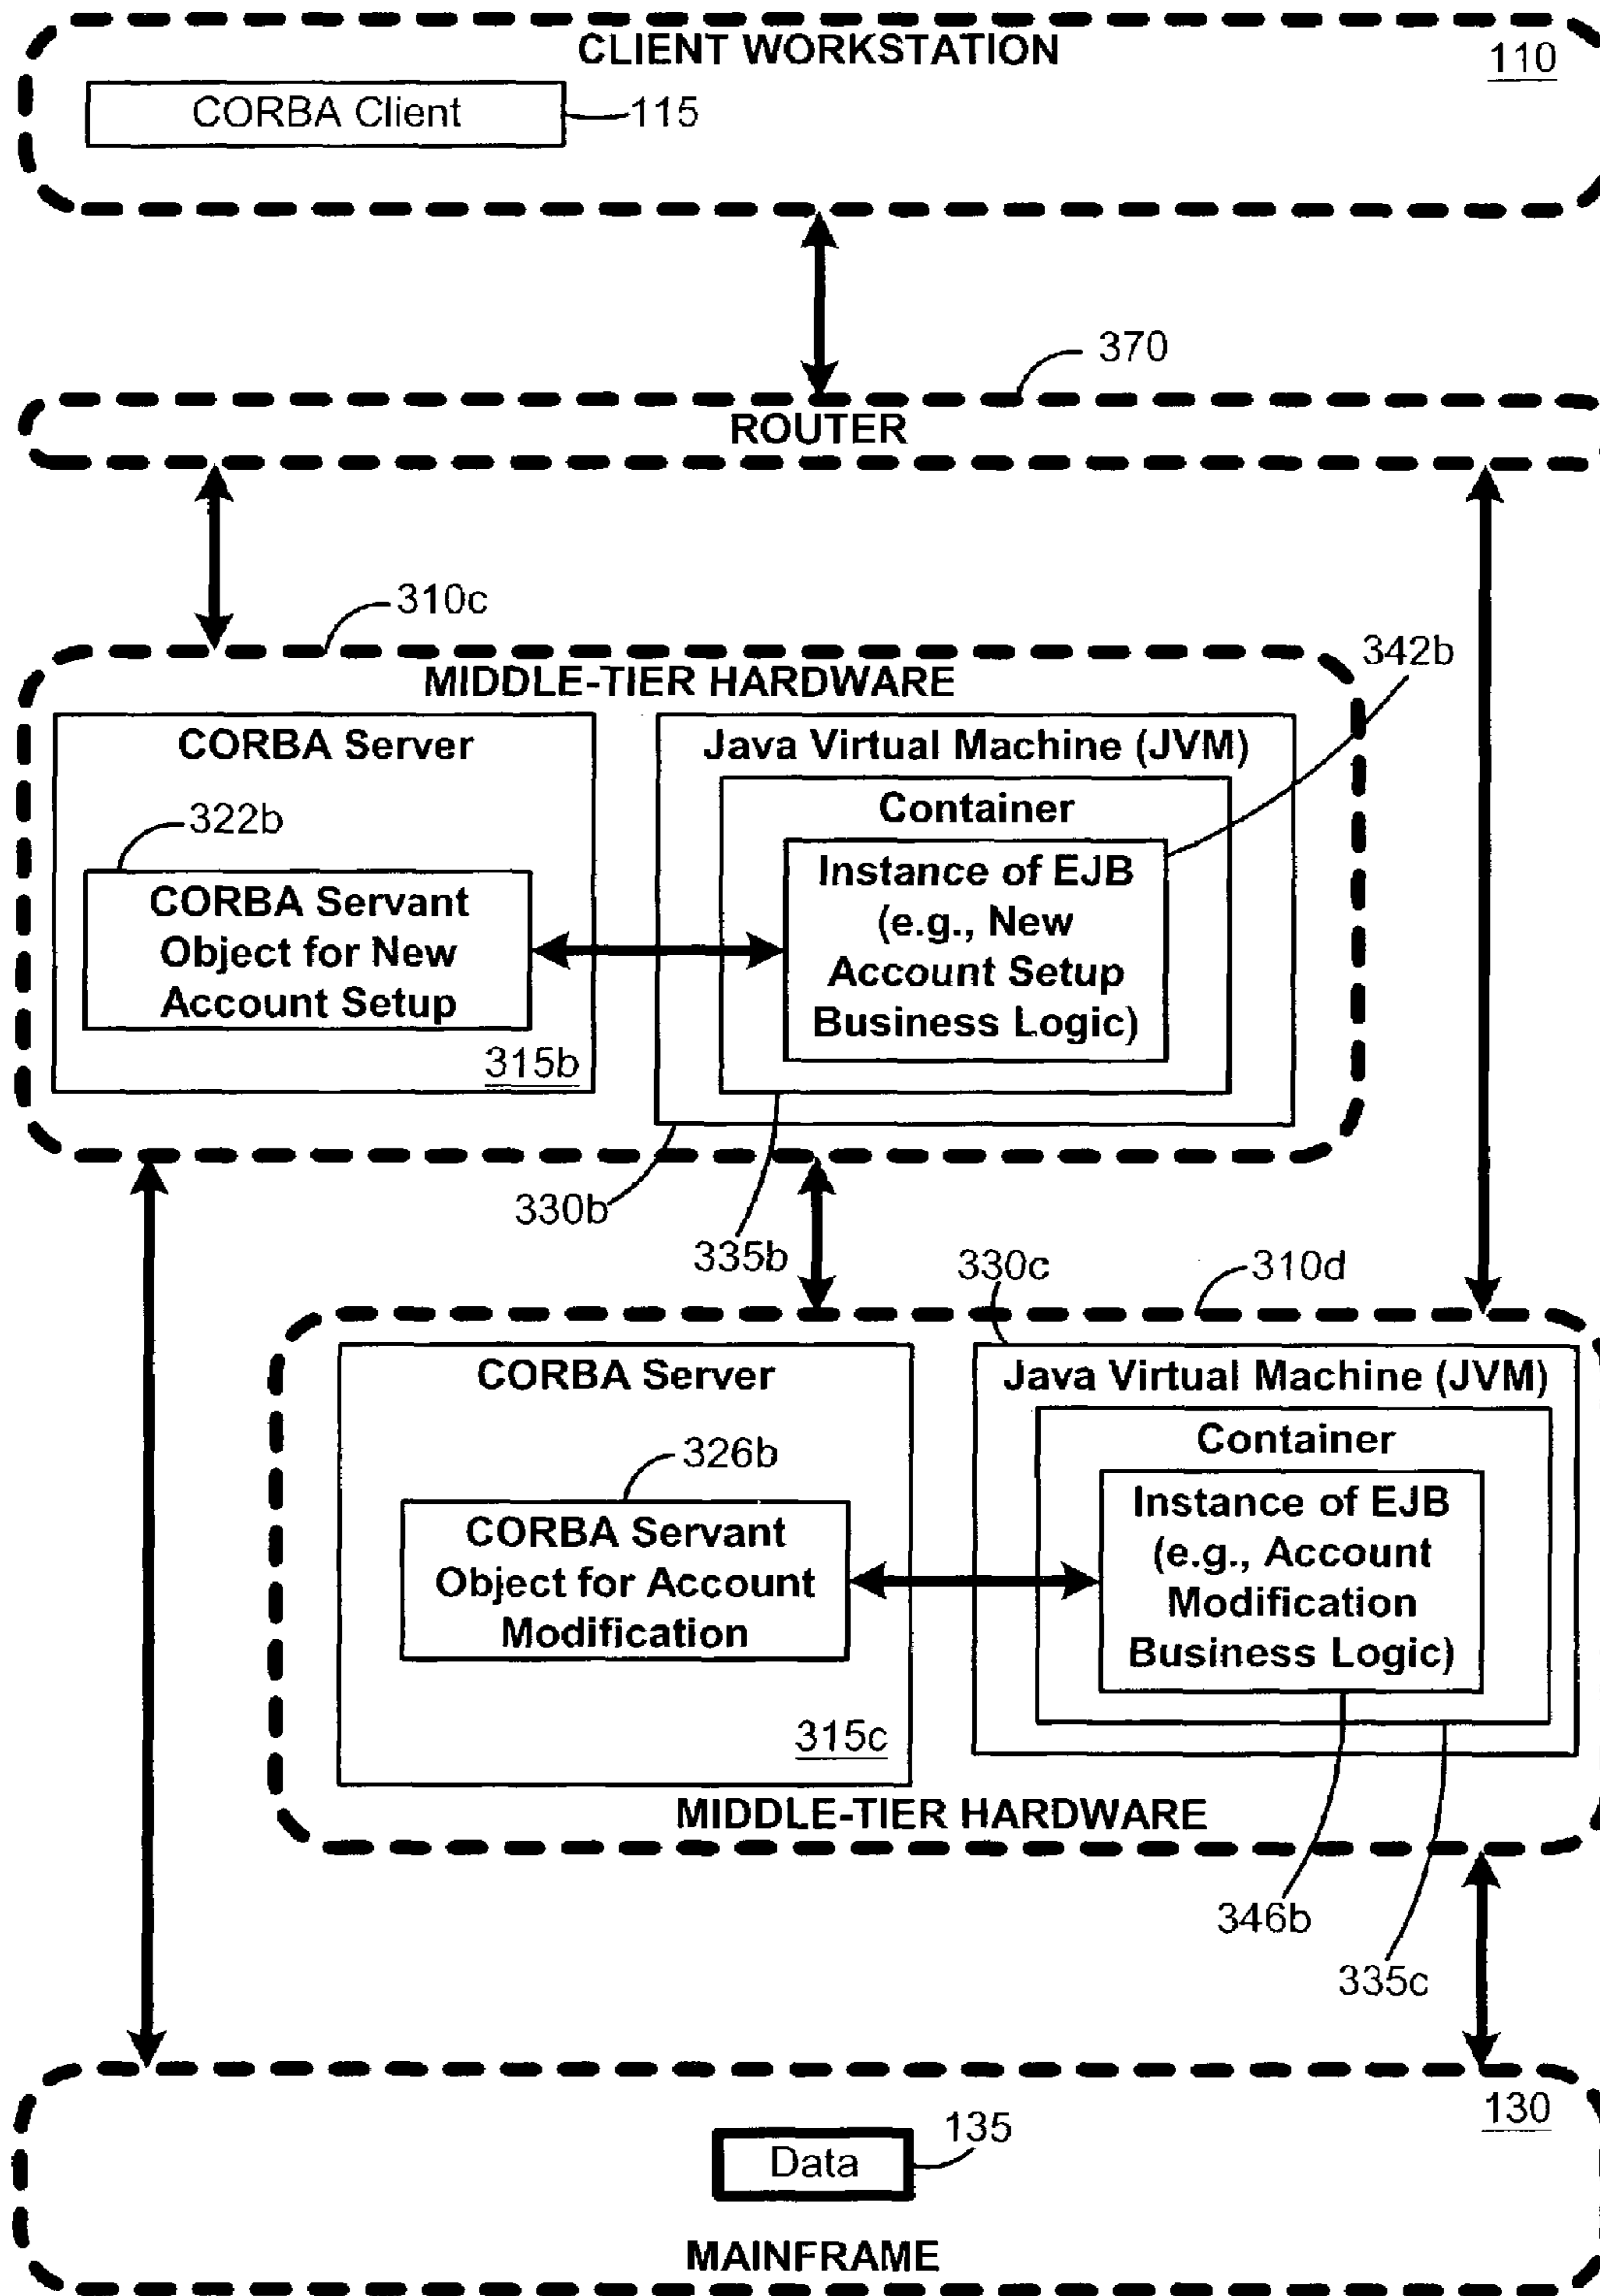 CLIENT WORKSTATION
110
CORBA Client
115
370
ROUTER
310c
342b
MIDDLE-TIER HARDWARE
CORBA Server
322b
CORBA Servant
Object for New
Account Setup
315b
Java Virtual Machine (JVM)
Container
Instance of EJB
(e.g., New
Account Setup
Business Logic)
330b
335b
330c
310d
CORBA Server
326b
CORBA Servant
Object for Account
Modification
315c
Java Virtual Machine (JVM)
Container
Instance of EJB
(e.g., Account
Modification
Business Logic)
MIDDLE-TIER HARDWARE
346b
335c
130
135
Data
MAINFRAME